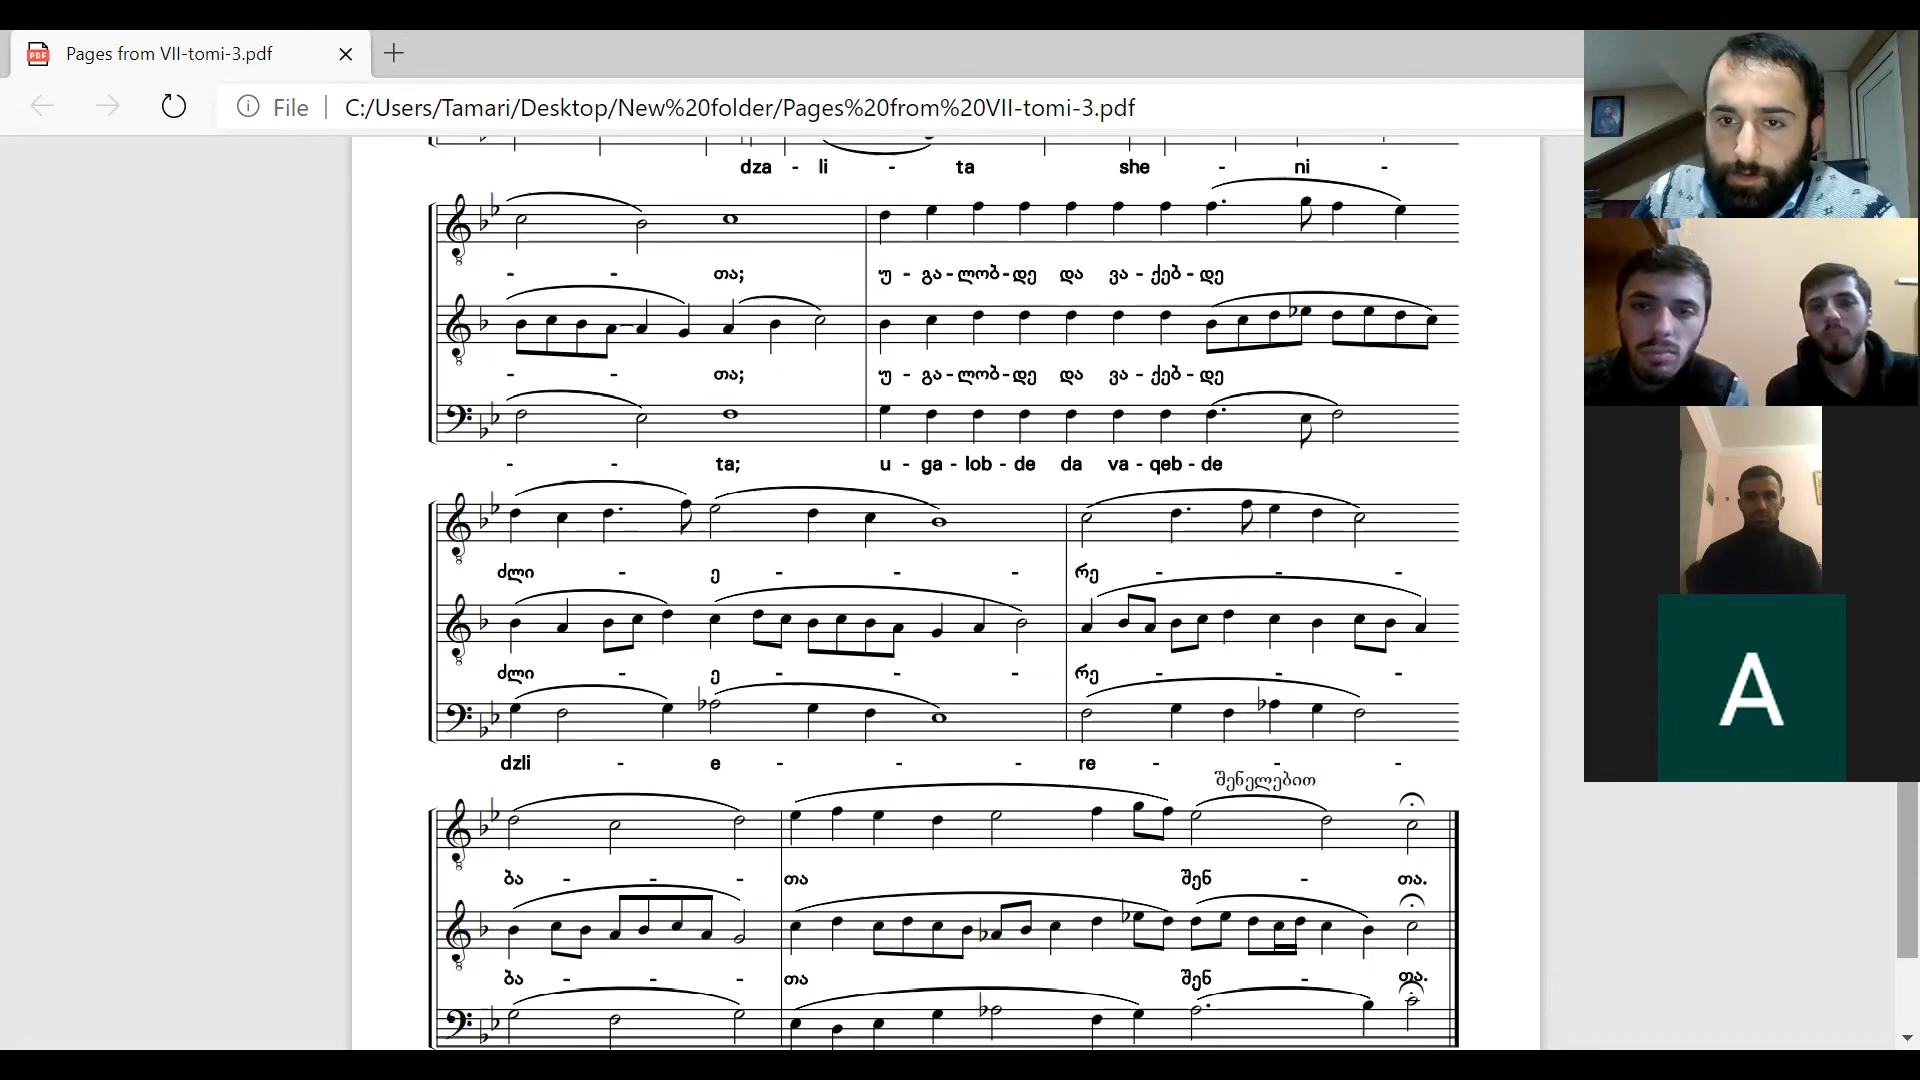 Pages from VII-tomi-3.pdf
File | C:/Users/Tamari/Desktop/New%20folder/Pages%20from%20VII-tomi-3.pdf
dza - li - ta she - ni -
- - თა; უ - გა - ლობ - დე და ვა - ქებ - დე
- - თა; უ - გა - ლობ - დე და ვა - ქებ - დე
- - ta; u - ga - lob - de da va - qeb - de
ძლი - ე - - - რე - - -
ძლი - ე - - - რე - - -
dzli - e - - - re - - -
შენელებით
ბა - - - თა შენ - თა.
ბა - - - თა შენ - თა.
A